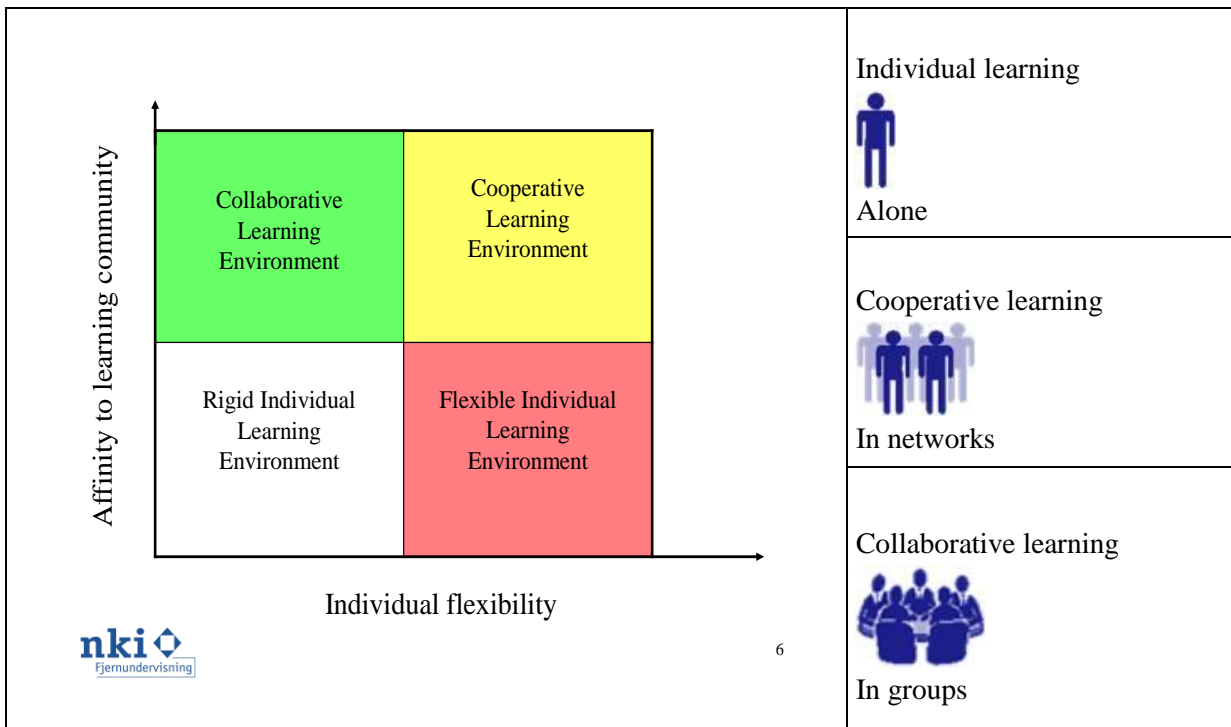 Affinity to learning community
Collaborative
Learning
Environment
Cooperative
Learning
Environment
Rigid Individual
Learning
Environment
Flexible Individual
Learning
Environment
Individual flexibility
nki
Fjernundervisning
6
Individual learning
Alone
Cooperative learning
In networks
Collaborative learning
In groups